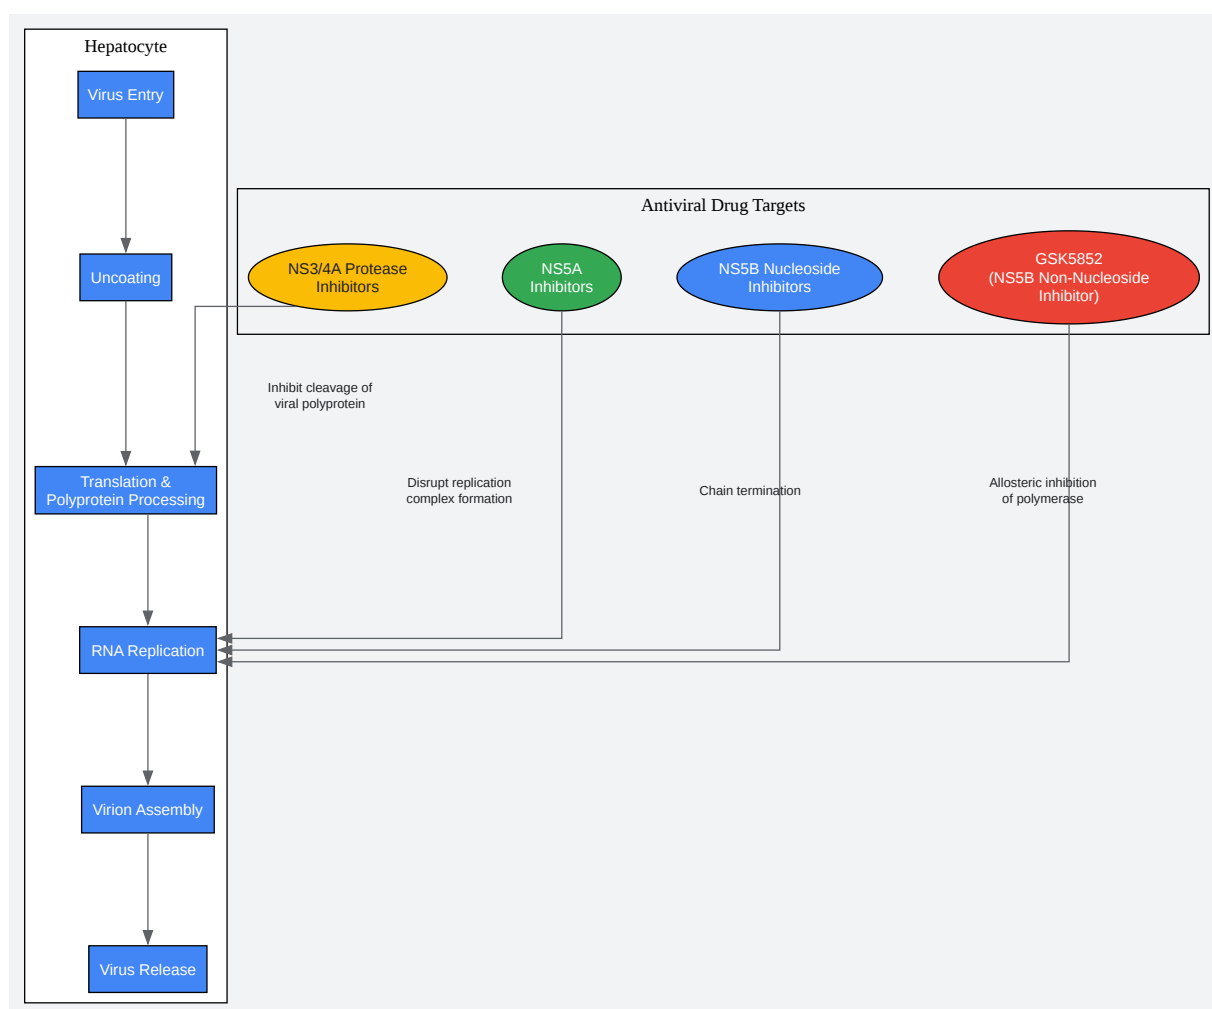 Hepatocyte
Virus Entry
Uncoating
Translation &
Polyprotein Processing
RNA Replication
Virion Assembly
Virus Release
Antiviral Drug Targets
NS3/4A Protease
Inhibitors
NS5A
Inhibitors
NS5B Nucleoside
Inhibitors
GSK5852
(NS5B Non-Nucleoside
Inhibitor)
Inhibit cleavage of
viral polyprotein
Disrupt replication
complex formation
Chain termination
Allosteric inhibition
of polymerase